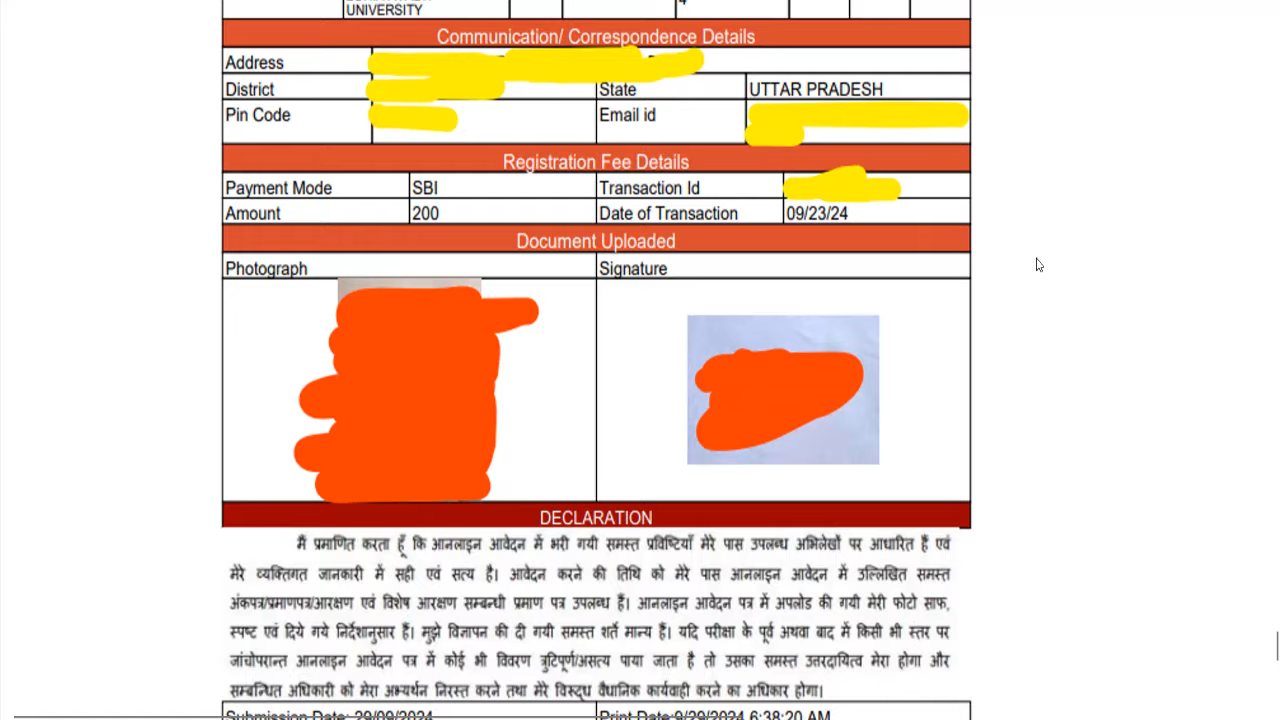 UNIVERSITY
4
Communication/ Correspondence Details
Address
District State UTTAR PRADESH
Pin Code Email id
Registration Fee Details
Payment Mode SBI Transaction Id
Amount 200 Date of Transaction 09/23/24
Document Uploaded
Photograph Signature
DECLARATION
मैं प्रमाणित करता हूँ कि आनलाइन आवेदन में भरी गयी समस्त प्रविष्टियाँ मेरे पास उपलब्ध अभिलेखों पर आधारित हैं एवं
मेरे व्यक्तिगत जानकारी में सही एवं सत्य है। आवेदन करने की तिथि को मेरे पास आनलाइन आवेदन में उल्लिखित समस्त
अंकपत्र/प्रमाणपत्र/आरक्षण एवं विशेष आरक्षण सम्बन्धी प्रमाण पत्र उपलब्ध हैं। आनलाइन आवेदन पत्र में अपलोड की गयी मेरी फोटो साफ,
स्पष्ट एवं दिये गये निर्देशानुसार हैं। मुझे विज्ञापन की दी गयी समस्त शर्ते मान्य हैं। यदि परीक्षा के पूर्व अथवा बाद में किसी भी स्तर पर
जांचोपरान्त आनलाइन आवेदन पत्र में कोई भी विवरण त्रुटिपूर्ण/असत्य पाया जाता है तो उसका समस्त उत्तरदायित्व मेरा होगा और
सम्बन्धित अधिकारी को मेरा अभ्यर्थन निरस्त करने तथा मेरे विरूद्ध वैधानिक कार्यवाही करने का अधिकार होगा।
Submission Date: 29/09/2024 Print Date:9/29/2024 6:38:20 AM